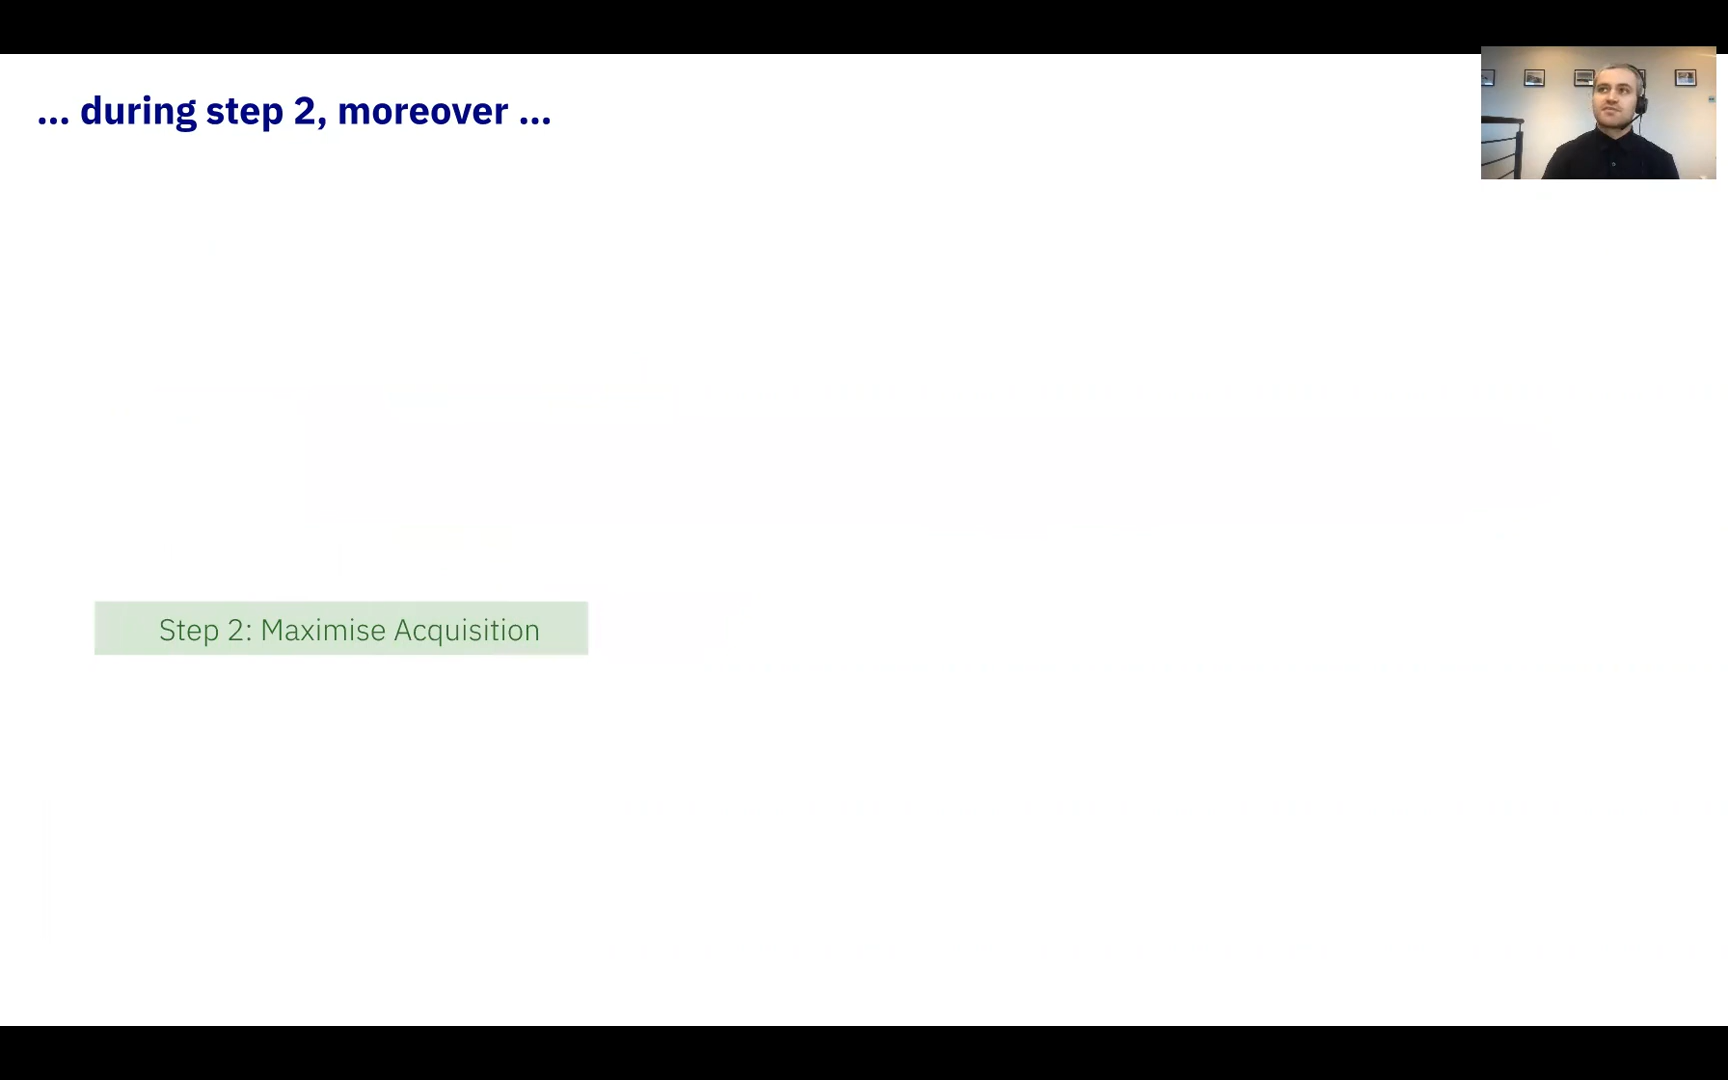 ... during step 2, moreover ...
Step 2: Maximise Acquisition